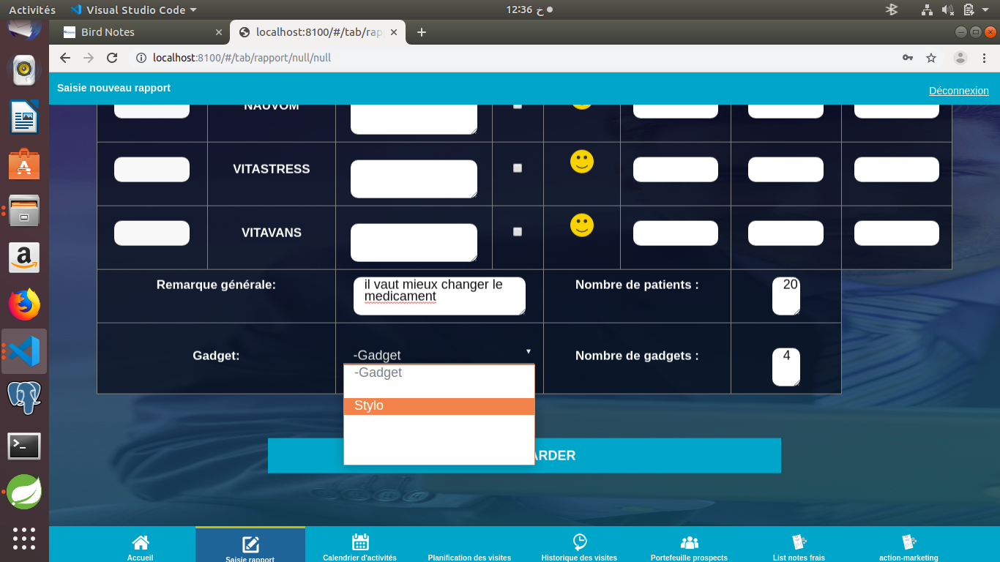 Activités Visual Studio Code 12:36 خ
Bird Notes localhost:8100/#/tab/rap
localhost:8100/#/tab/rapport/null/null
Saisie nouveau rapport Déconnexion
NAUVOM
VITASTRESS
VITAVANS
Remarque générale: il vaut mieux changer le Nombre de patients : 20
medicament
Gadget: -Gadget Nombre de gadgets : 4
-Gadget
Stylo
ARDER
Accueil Saisie rapport Calendrier d'activités Planification des visites Historique des visites Portefeuille prospects List notes frais action-marketing